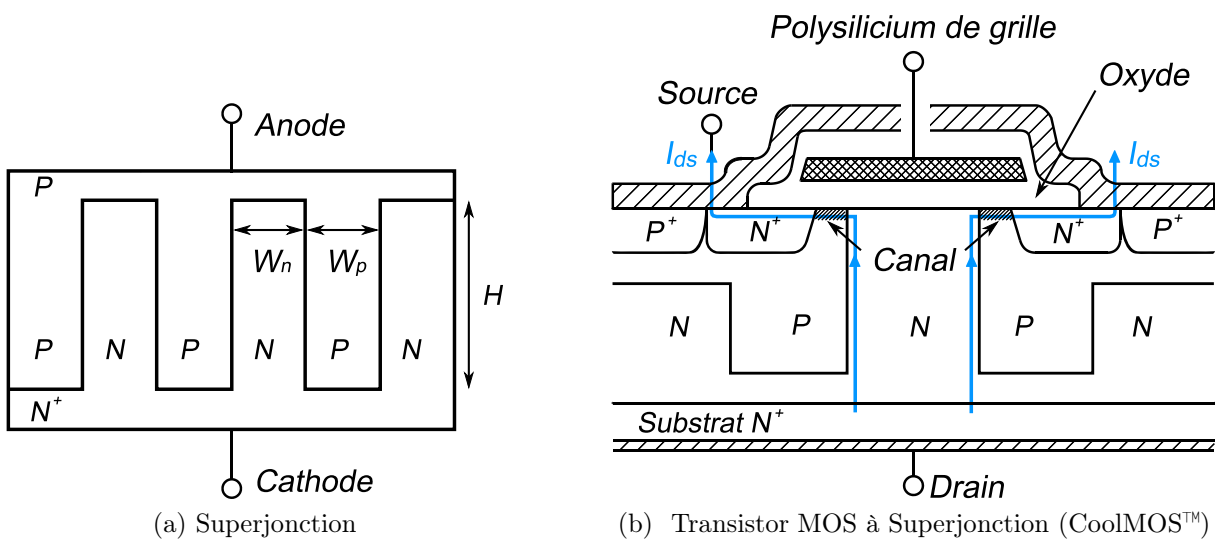 Anode
P
Wn
Wp
H
P
N
P
N
P
N
N+
Cathode
(a) Superjonction
Polysilicium de grille
Oxyde
Source
Ids
Ids
P+
N+
N+
P+
Canal
N
P
N
P
N
Substrat N+
Drain
(b) Transistor MOS à Superjonction (CoolMOS™)